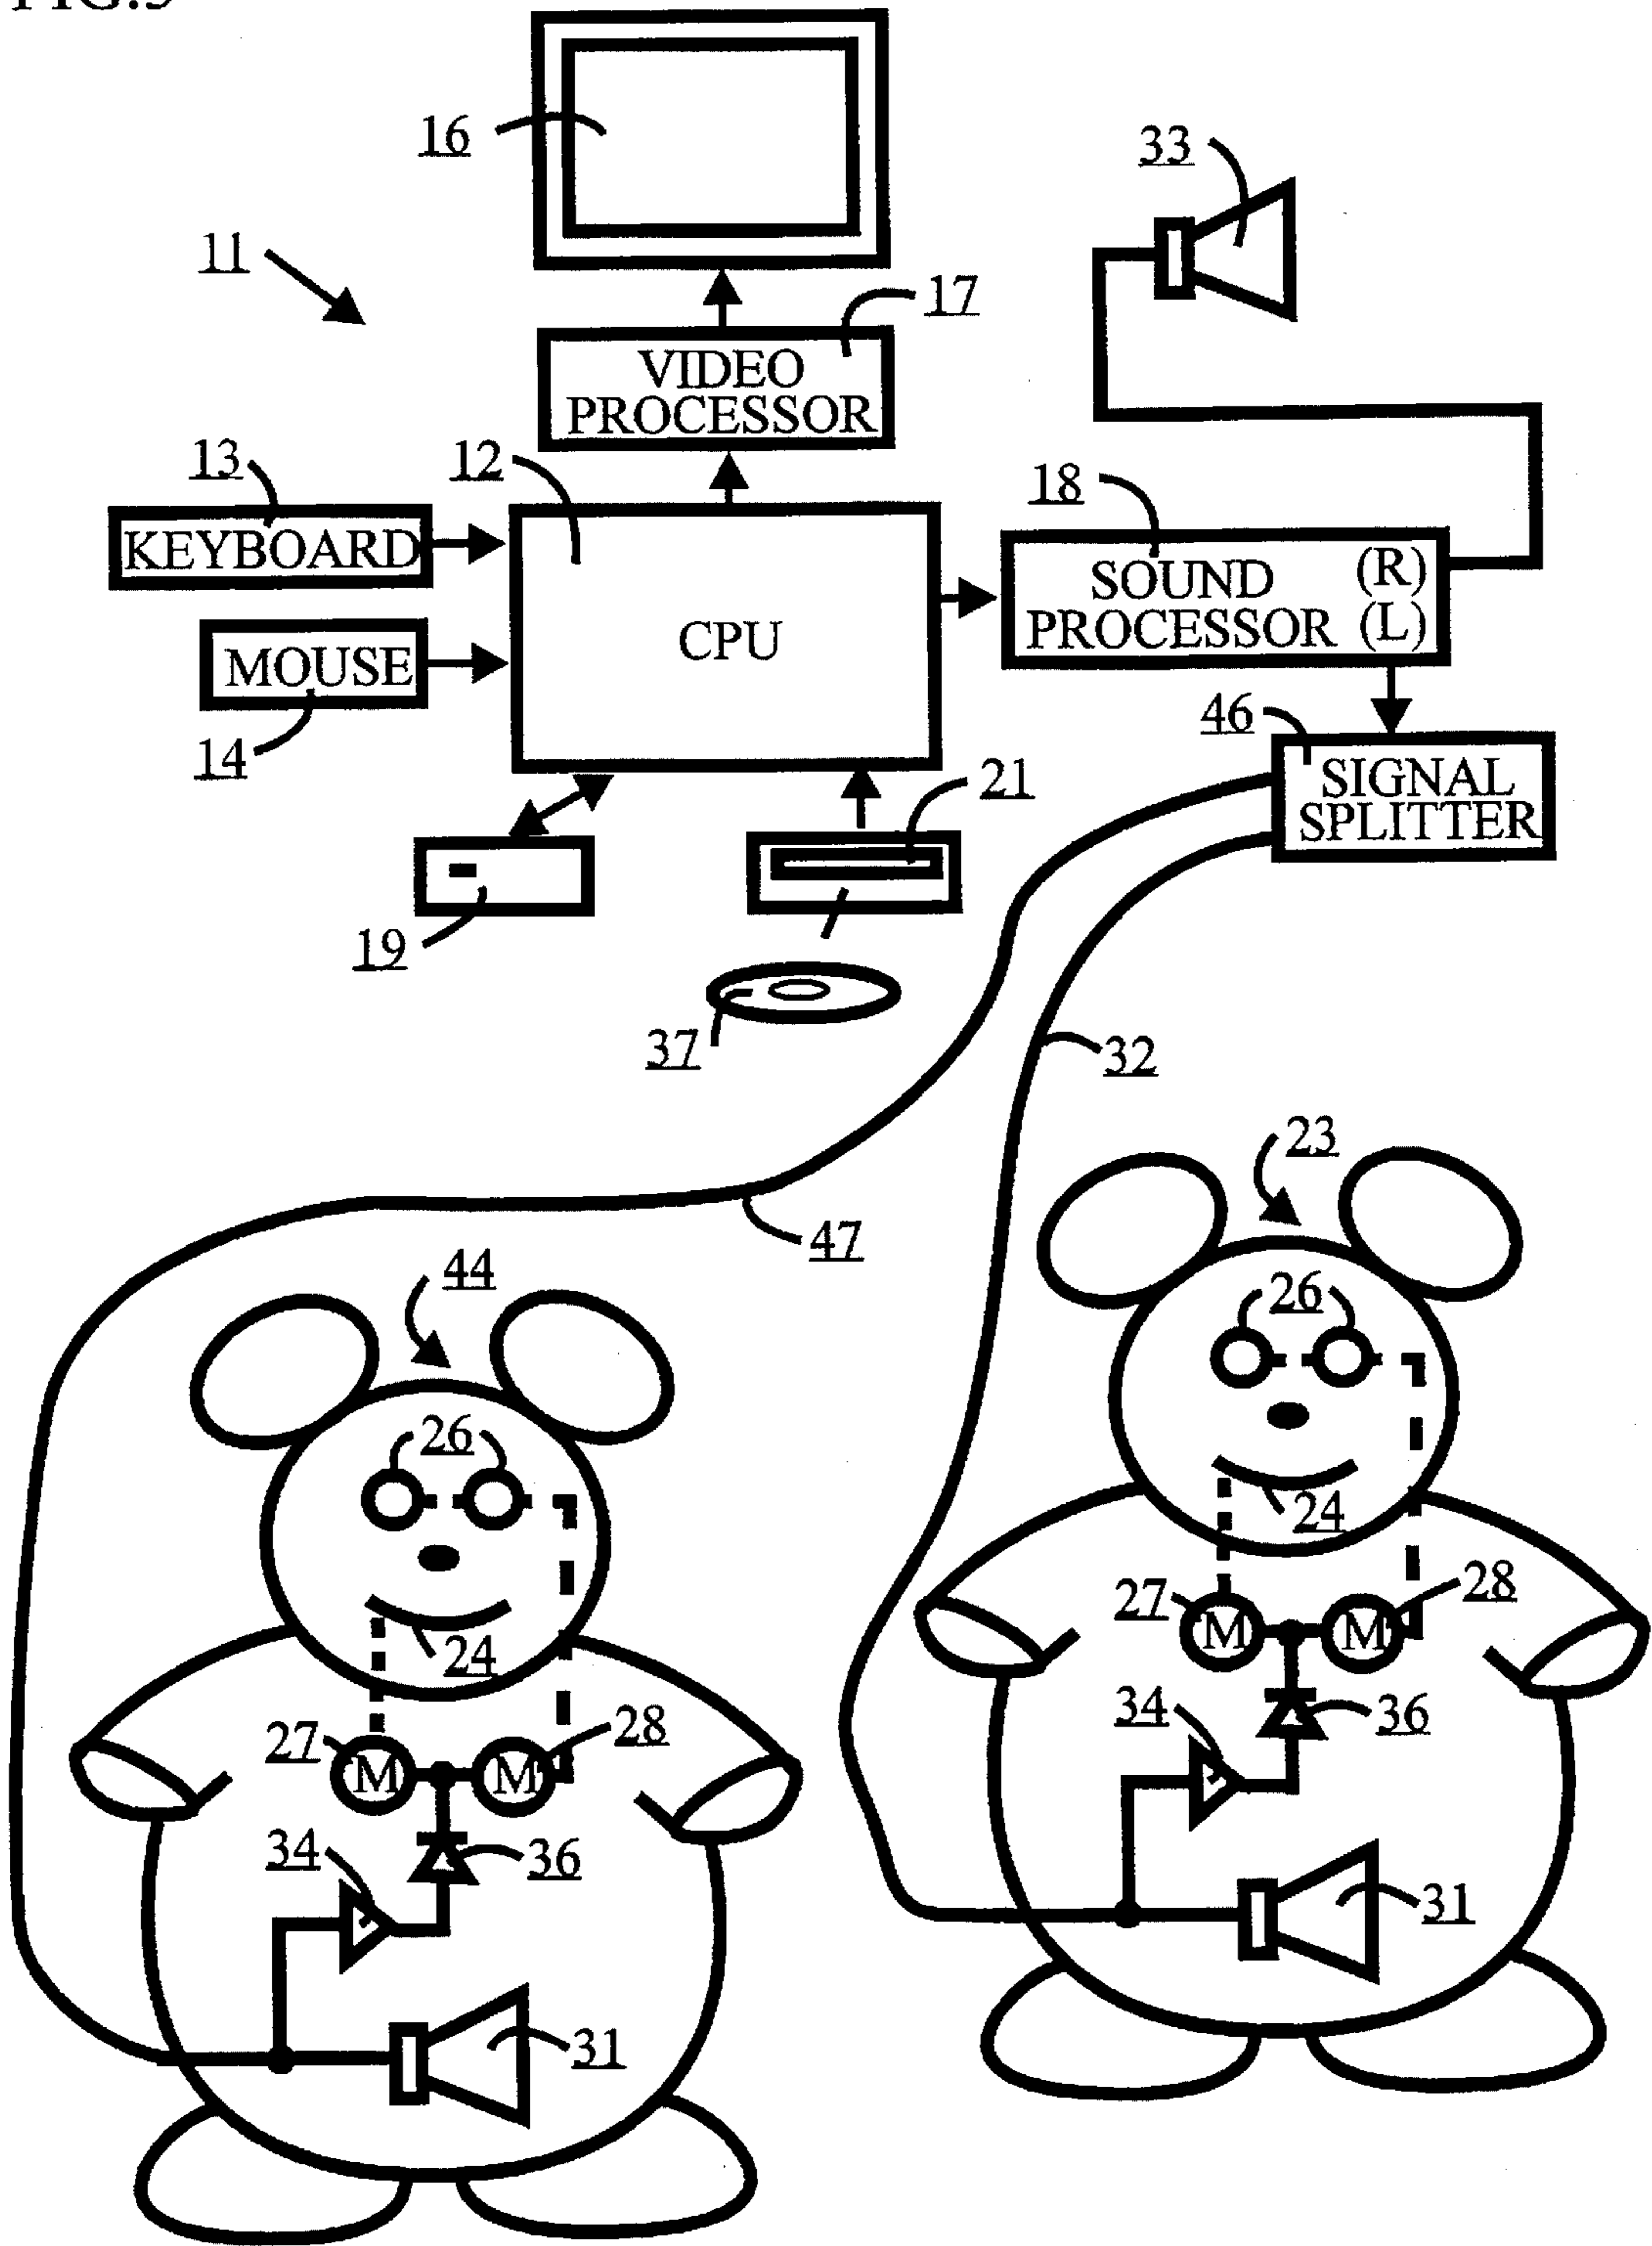 16
33
11
17
VIDEO
PROCESSOR
13
12
18
KEYBOARD
SOUND (R)
PROCESSOR (L)
CPU
MOUSE
14
46
SIGNAL
SPLITTER
21
19
37
32
23
47
44
26
26
24
27 M M 28
24
34
36
27 M M 28
34
36
31
31